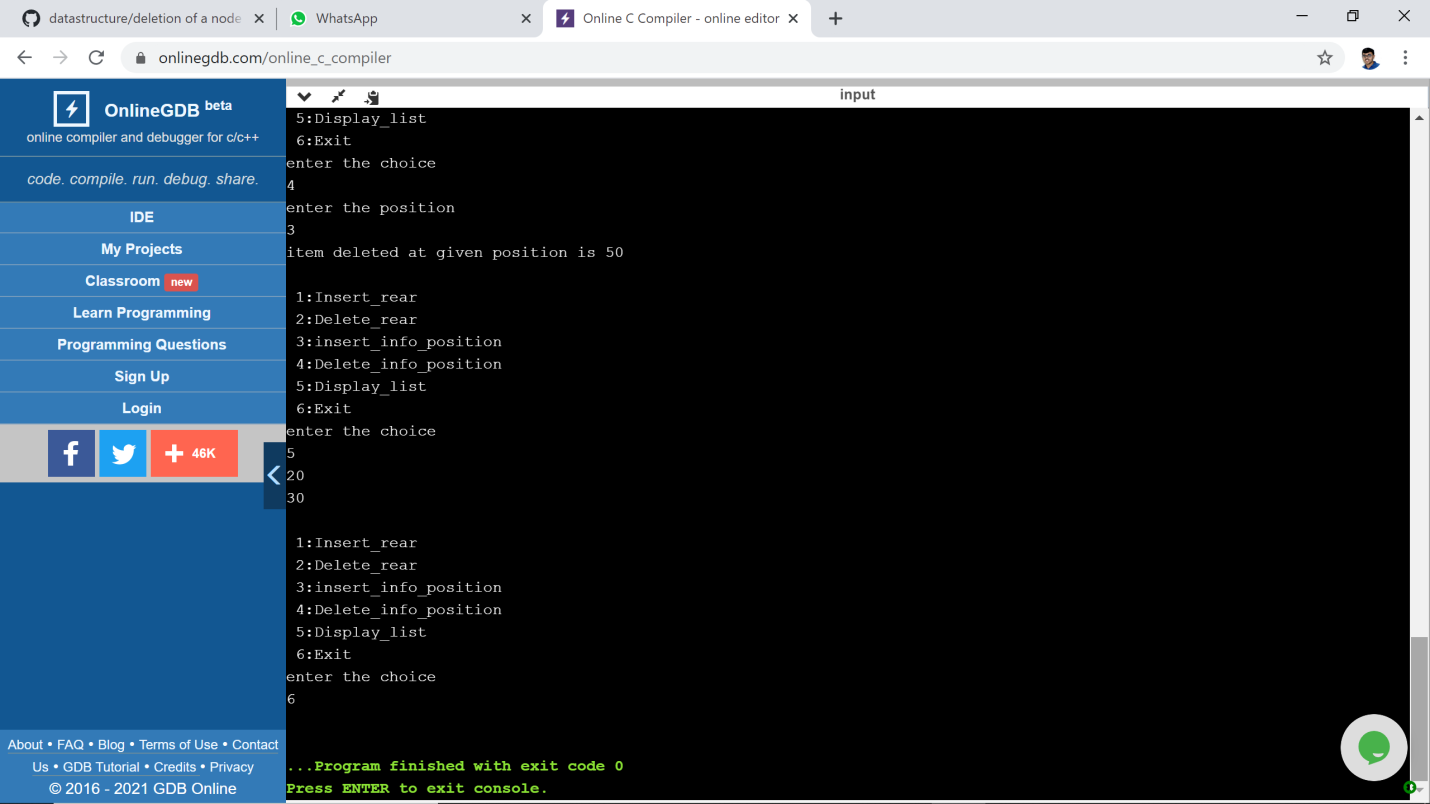 datastructure/deletion of a node
WhatsApp
Online C Compiler - online editor
onlinegdb.com/online_c_compiler
OnlineGDB beta
online compiler and debugger for c/c++
code. compile. run. debug. share.
IDE
My Projects
Classroom new
Learn Programming
Programming Questions
Sign Up
Login
46K
About • FAQ • Blog • Terms of Use • Contact
Us • GDB Tutorial • Credits • Privacy
© 2016 - 2021 GDB Online
input
5:Display_list
6:Exit
enter the choice
4
enter the position
3
item deleted at given position is 50
1:Insert_rear
2:Delete_rear
3:insert_info_position
4:Delete_info_position
5:Display_list
6:Exit
enter the choice
5
20
30
1:Insert_rear
2:Delete_rear
3:insert_info_position
4:Delete_info_position
5:Display_list
6:Exit
enter the choice
6
...Program finished with exit code 0
Press ENTER to exit console.